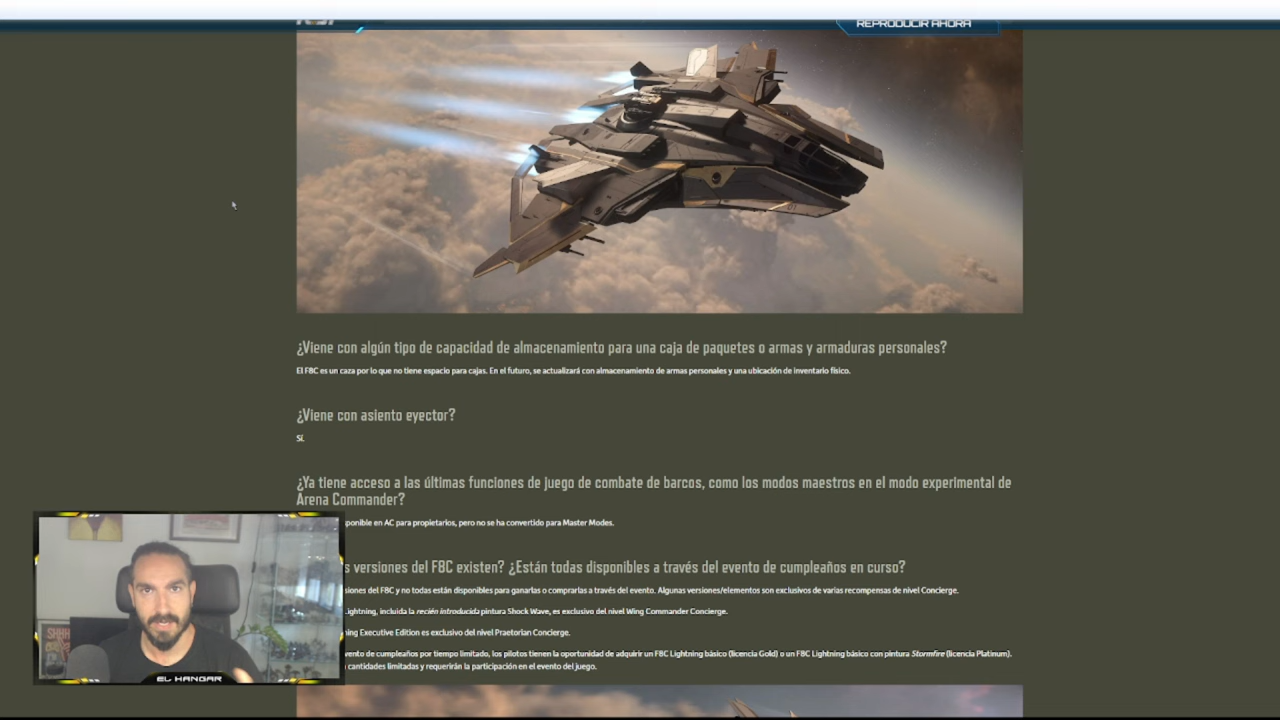 REPRODUCIR AHORA
¿Viene con algún tipo de capacidad de almacenamiento para una caja de paquetes o armas y armaduras personales?
El F8C es un caza por lo que no tiene espacio para cajas. En el futuro, se actualizará con almacenamiento de armas personales y una ubicación de inventario físico.
¿Viene con asiento eyector?
Sí.
¿Ya tiene acceso a las últimas funciones de juego de combate de barcos, como los modos maestros en el modo experimental de
Arena Commander?
ponible en AC para propietarios, pero no se ha convertido para Master Modes.
s versiones del F8C existen? ¿Están todas disponibles a través del evento de cumpleaños en curso?
siones del F8C y no todas están disponibles para ganarlas o comprarlas a través del evento. Algunas versiones/elementos son exclusivos de varias recompensas de nivel Concierge.
Lightning, incluida la recién introducida pintura Shock Wave, es exclusivo del nivel Wing Commander Concierge.
ning Executive Edition es exclusivo del nivel Praetorian Concierge.
vento de cumpleaños por tiempo limitado, los pilotos tienen la oportunidad de adquirir un F8C Lightning básico (licencia Gold) o un F8C Lightning básico con pintura Stormfire (licencia Platinum).
cantidades limitadas y requerirán la participación en el evento del juego.
SHHH
EL HANGAR